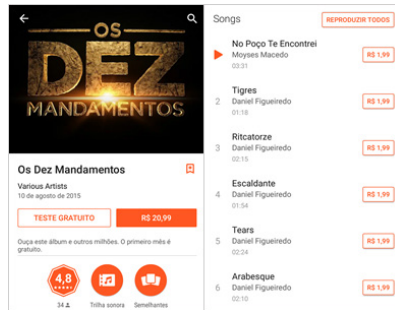 OS
DEZ
MANDAMENTOS
Os Dez Mandamentos
Various Artists
10 de agosto de 2015
TESTE GRATUITO
R$ 20,99
Ouça este álbum e outros milhões. O primeiro mês é
gratuito.
4,8
34
Trilha sonora
Semelhantes
Songs
REPRODUZIR TODOS
No Poço Te Encontrei
Moyses Macedo
03:31
R$ 1,99
2
Tigres
Daniel Figueiredo
01:18
R$ 1,99
3
Ritcatorze
Daniel Figueiredo
02:15
R$ 1,99
4
Escaldante
Daniel Figueiredo
01:54
R$ 1,99
5
Tears
Daniel Figueiredo
02:24
R$ 1,99
6
Arabesque
Daniel Figueiredo
02:10
R$ 1,99